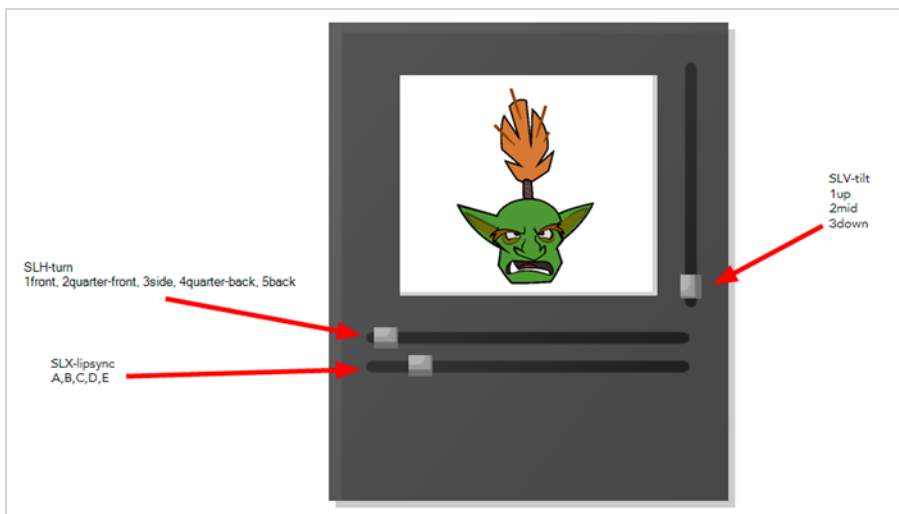 SLV-tilt
1up
2mid
3down
SLH-turn
1front, 2quarter-front, 3side, 4quarter-back, 5back
SLX-lipsync
A,B,C,D,E